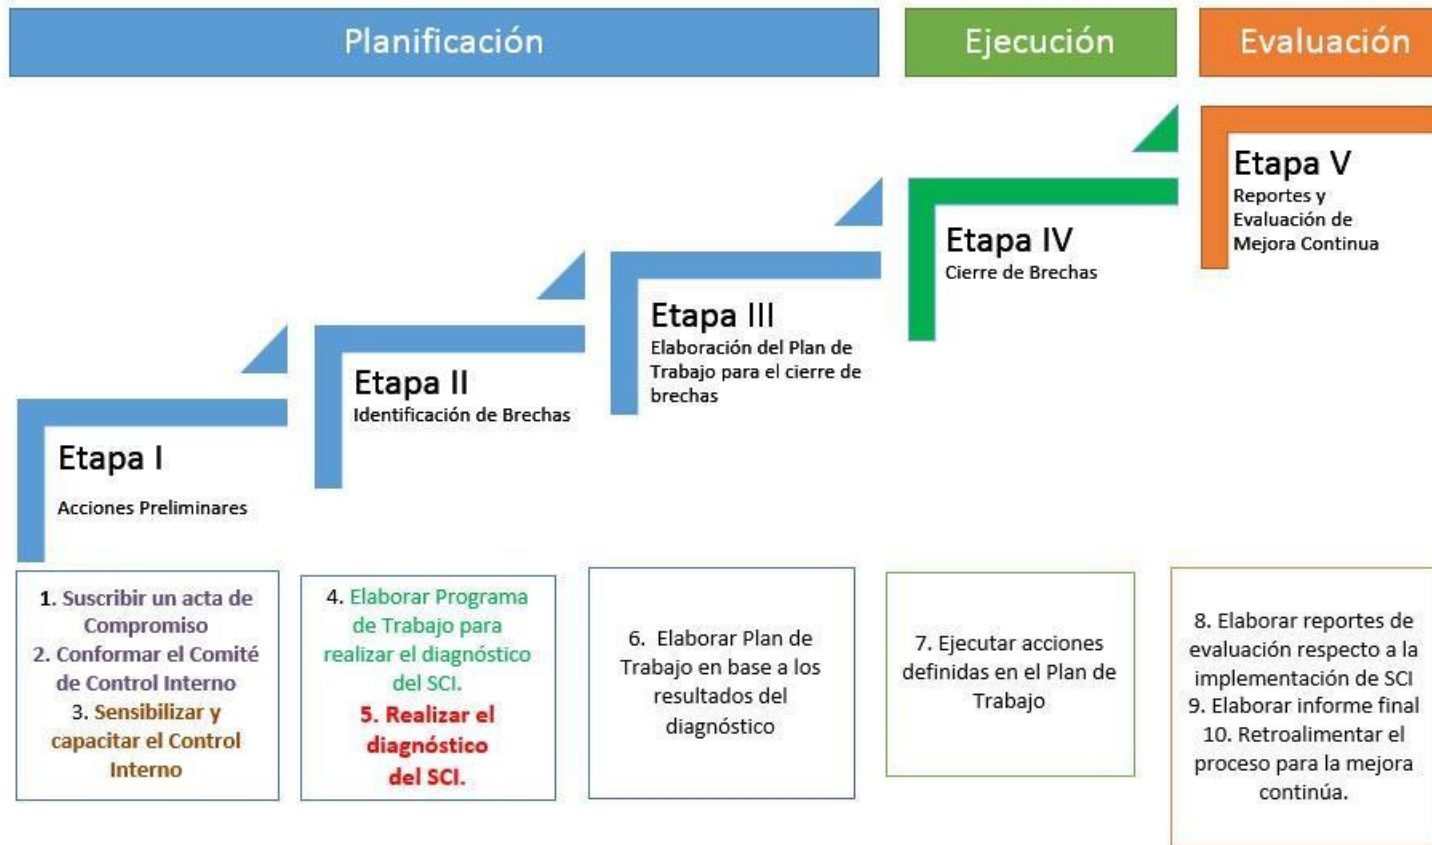 Planificación
Ejecución
Evaluación
Etapa I
Acciones Preliminares
Etapa II
Identificación de Brechas
Etapa III
Elaboración del Plan de
Trabajo para el cierre de
brechas
Etapa IV
Cierre de Brechas
Etapa V
Reportes y
Evaluación de
Mejora Continua
1. Suscribir un acta de
Compromiso
2. Conformar el Comité
de Control Interno
3. Sensibilizar y
capacitar el Control
Interno
4. Elaborar Programa
de Trabajo para
realizar el diagnóstico
del SCI.
5. Realizar el
diagnóstico
del SCI.
6. Elaborar Plan de
Trabajo en base a los
resultados del
diagnóstico
7. Ejecutar acciones
definidas en el Plan de
Trabajo
8. Elaborar reportes de
evaluación respecto a la
implementación de SCI
9. Elaborar informe final
10. Retroalimentar el
proceso para la mejora
continúa.